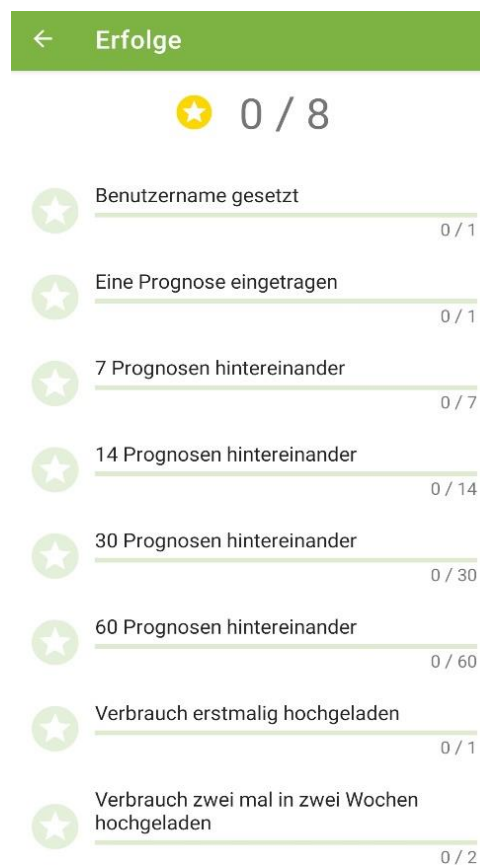 Erfolge
0 / 8
Benutzername gesetzt
0 / 1
Eine Prognose eingetragen
0 / 1
7 Prognosen hintereinander
0 / 7
14 Prognosen hintereinander
0 / 14
30 Prognosen hintereinander
0 / 30
60 Prognosen hintereinander
0 / 60
Verbrauch erstmalig hochgeladen
0 / 1
Verbrauch zwei mal in zwei Wochen
hochgeladen
0 / 2